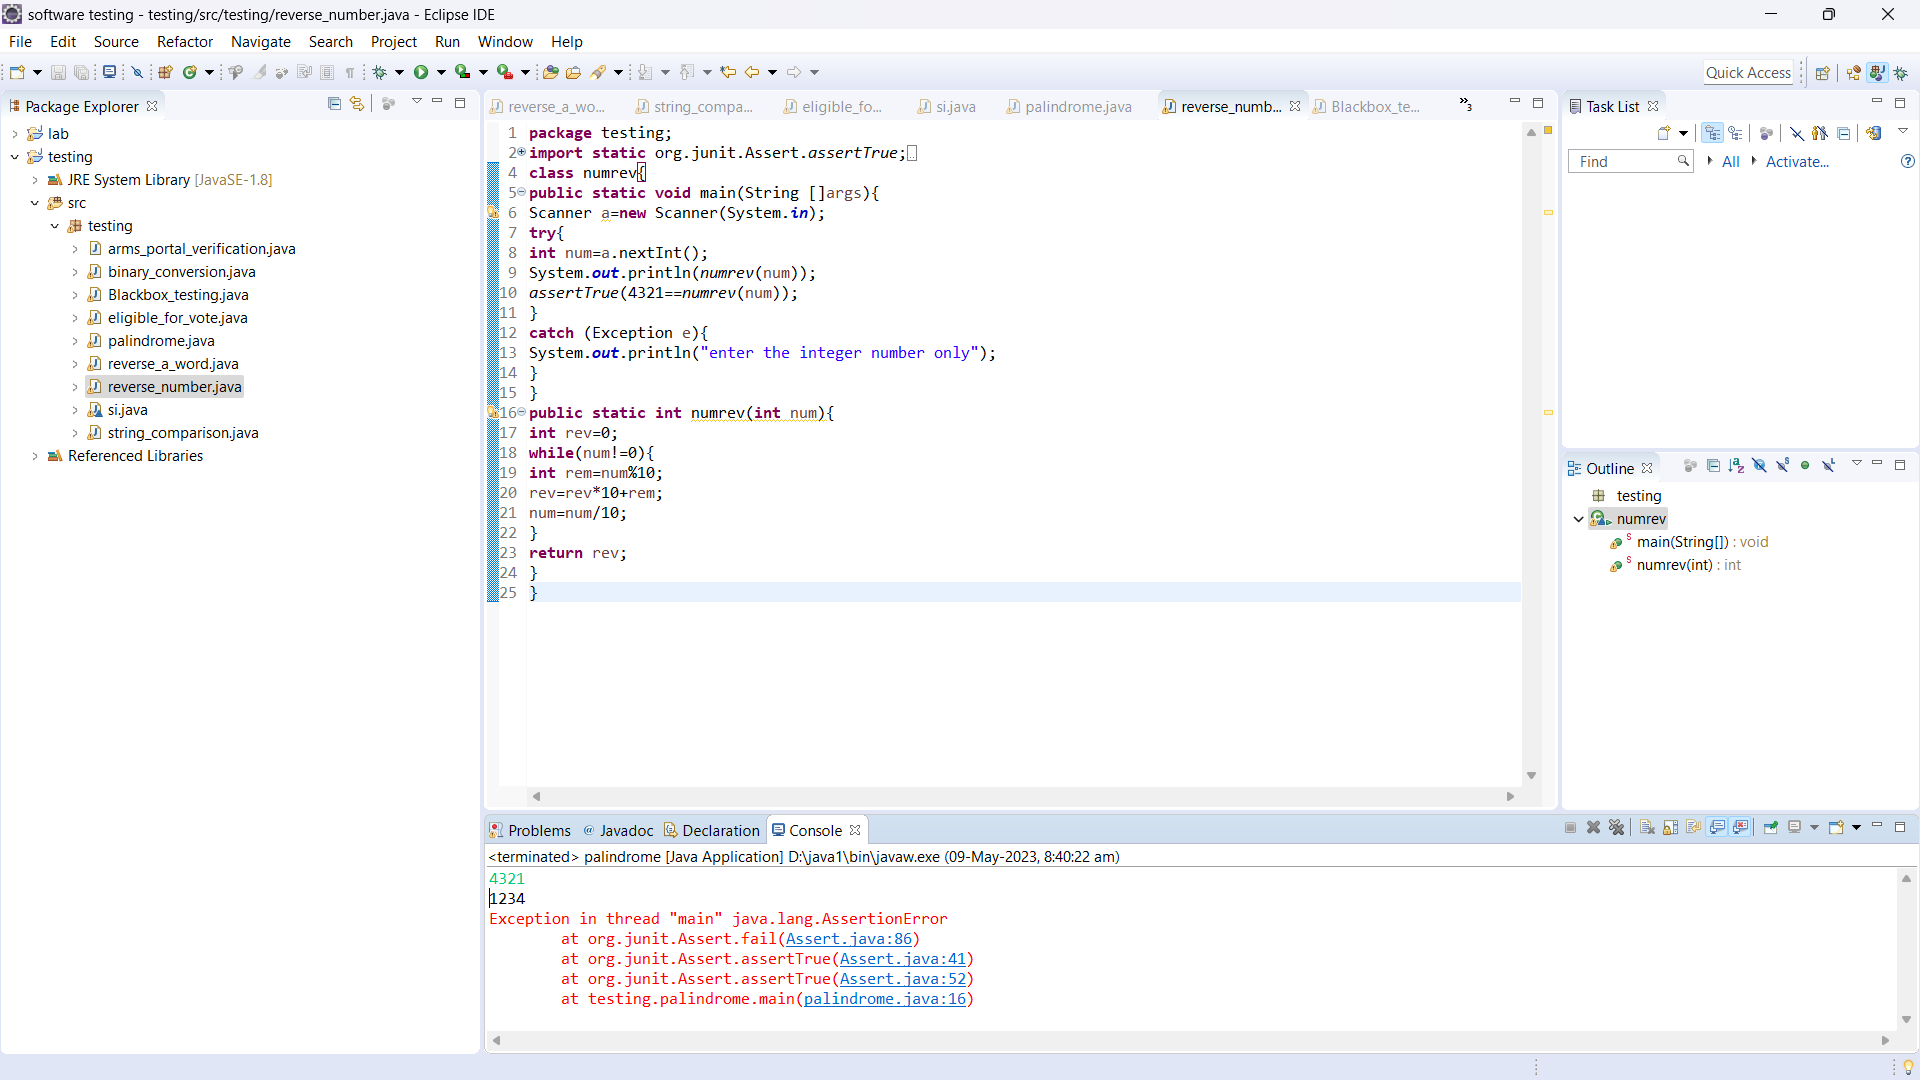 software testing - testing/src/testing/reverse_number.java - Eclipse IDE
File Edit Source Refactor Navigate Search Project Run Window Help
Quick Access
Package Explorer
lab
testing
JRE System Library [JavaSE-1.8]
src
testing
arms_portal_verification.java
binary_conversion.java
Blackbox_testing.java
eligible_for_vote.java
palindrome.java
reverse_a_word.java
reverse_number.java
si.java
string_comparison.java
Referenced Libraries
reverse_a_wo... string_compa... eligible_fo... si.java palindrome.java reverse_numb... Blackbox_te... »3
1 package testing;
2 import static org.junit.Assert.assertTrue;
4 class numrev{
5 public static void main(String []args){
6 Scanner a=new Scanner(System.in);
7 try{
8 int num=a.nextInt();
9 System.out.println(numrev(num));
10 assertTrue(4321==numrev(num));
11 }
12 catch (Exception e){
13 System.out.println("enter the integer number only");
14 }
15 }
16 public static int numrev(int num){
17 int rev=0;
18 while(num!=0){
19 int rem=num%10;
20 rev=rev*10+rem;
21 num=num/10;
22 }
23 return rev;
24 }
25 }
Task List
Find All Activate...
Outline
testing
numrev
main(String[]) : void
numrev(int) : int
Problems @ Javadoc Declaration Console
<terminated> palindrome [Java Application] D:\java1\bin\javaw.exe (09-May-2023, 8:40:22 am)
4321
1234
Exception in thread "main" java.lang.AssertionError
at org.junit.Assert.fail(Assert.java:86)
at org.junit.Assert.assertTrue(Assert.java:41)
at org.junit.Assert.assertTrue(Assert.java:52)
at testing.palindrome.main(palindrome.java:16)